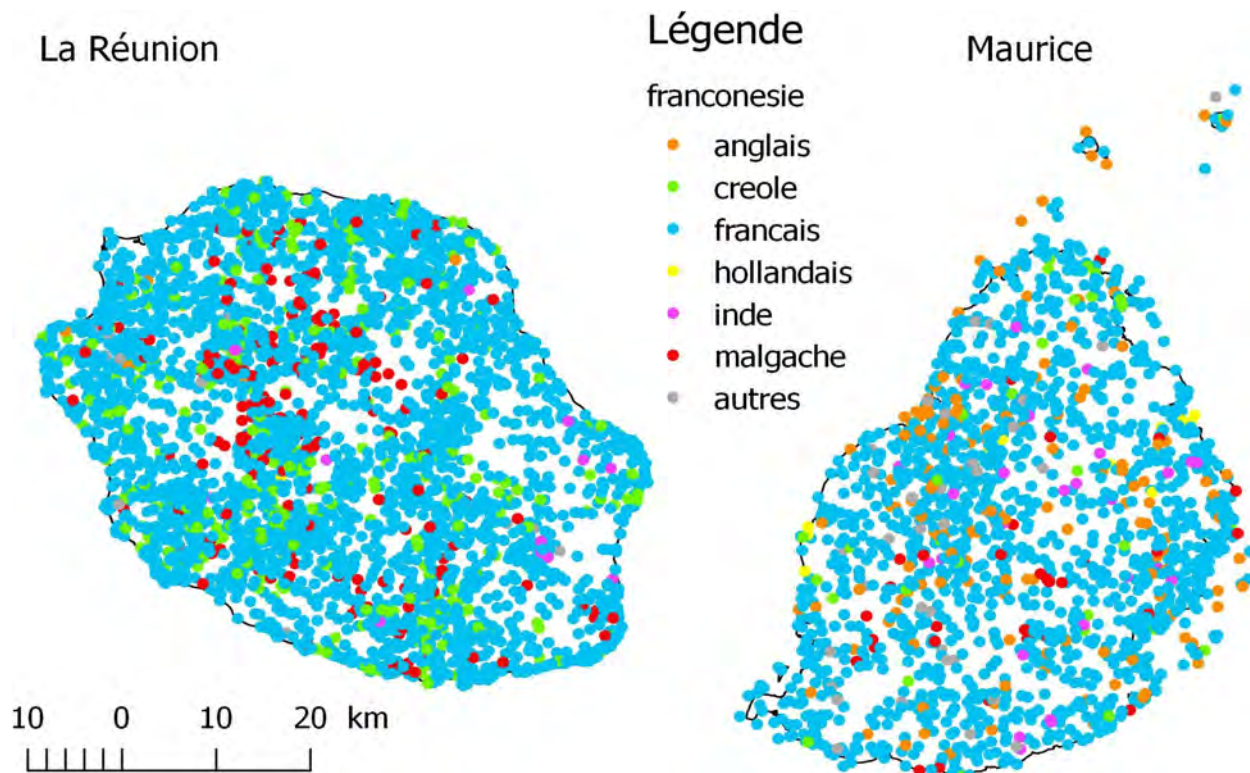 La Réunion
Légende
Maurice
franconesie
anglais
creole
francais
hollandais
inde
malgache
autres
10 0 10 20 km